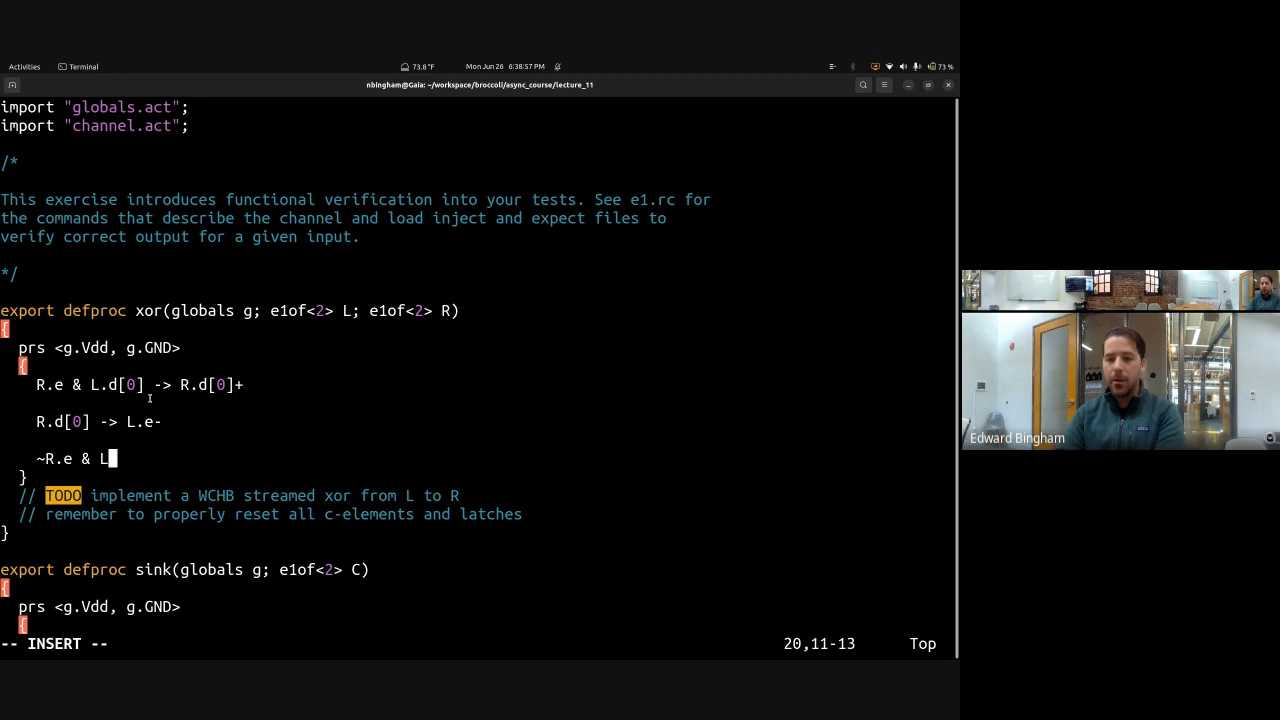 Activities Terminal 73.8 °F Mon Jun 26 6:38:57 PM 73 %
nbingham@Gaia: ~/workspace/broccoli/async_course/lecture_11
import "globals.act";
import "channel.act";
/*
This exercise introduces functional verification into your tests. See e1.rc for
the commands that describe the channel and load inject and expect files to
verify correct output for a given input.
*/
export defproc xor(globals g; e1of<2> L; e1of<2> R)
{
prs <g.Vdd, g.GND>
{
R.e & L.d[0] -> R.d[0]+
R.d[0] -> L.e-
~R.e & L
}
// TODO implement a WCHB streamed xor from L to R
// remember to properly reset all c-elements and latches
}
export defproc sink(globals g; e1of<2> C)
{
prs <g.Vdd, g.GND>
{
-- INSERT -- 20,11-13 Top
Edward Bingham